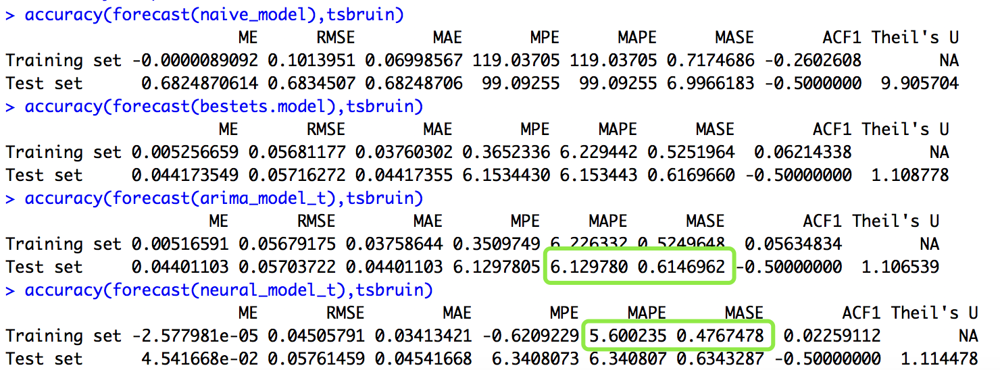 > accuracy(forecast(naive_model),tsbruin)
ME RMSE MAE MPE MAPE MASE ACF1 Theil's U
Training set -0.0000089092 0.1013951 0.06998567 119.03705 119.03705 0.7174686 -0.2602608 NA
Test set 0.6824870614 0.6834507 0.68248706 99.09255 99.09255 6.9966183 -0.5000000 9.905704
> accuracy(forecast(bestets.model),tsbruin)
ME RMSE MAE MPE MAPE MASE ACF1 Theil's U
Training set 0.005256659 0.05681177 0.03760302 0.3652336 6.229442 0.5251964 0.06214338 NA
Test set 0.044173549 0.05716272 0.04417355 6.1534430 6.153443 0.6169660 -0.50000000 1.108778
> accuracy(forecast(arima_model_t),tsbruin)
ME RMSE MAE MPE MAPE MASE ACF1 Theil's U
Training set 0.00516591 0.05679175 0.03758644 0.3509749 6.226332 0.5249648 0.05634834 NA
Test set 0.04401103 0.05703722 0.04401103 6.1297805 6.129780 0.6146962 -0.50000000 1.106539
> accuracy(forecast(neural_model_t),tsbruin)
ME RMSE MAE MPE MAPE MASE ACF1 Theil's U
Training set -2.577981e-05 0.04505791 0.03413421 -0.6209229 5.600235 0.4767478 0.02259112 NA
Test set 4.541668e-02 0.05761459 0.04541668 6.3408073 6.340807 0.6343287 -0.50000000 1.114478